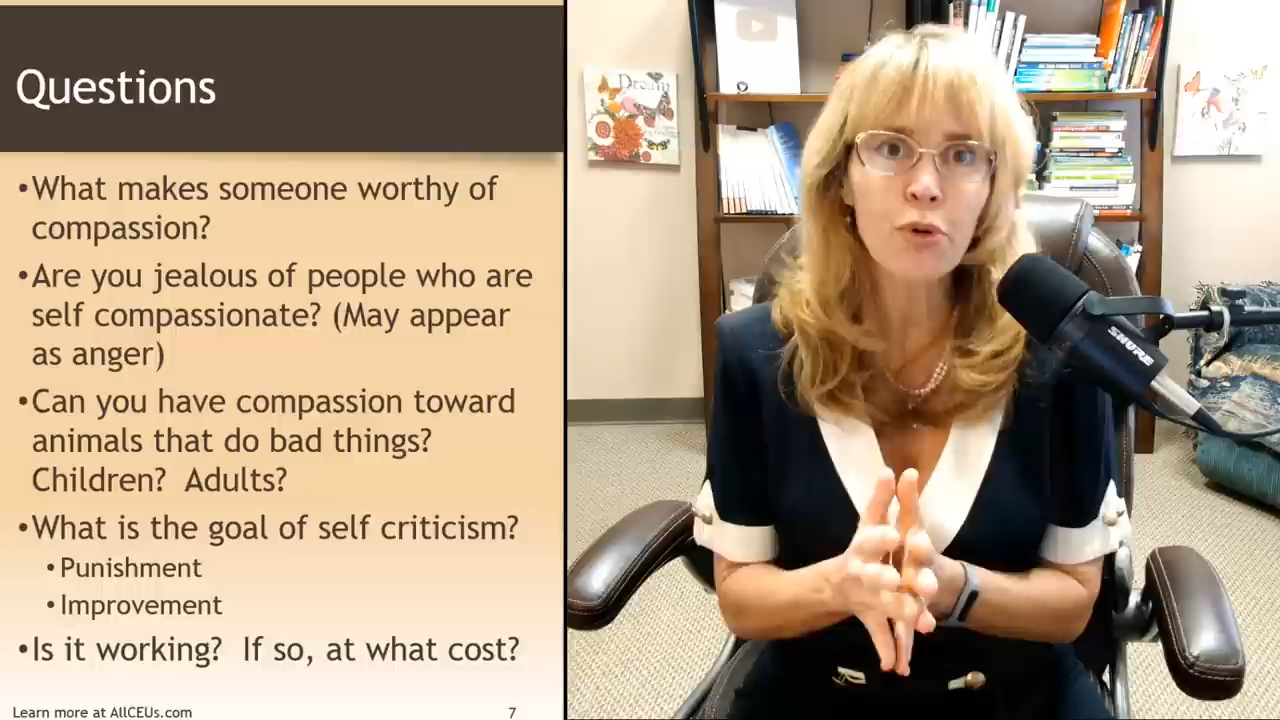 Questions
•What makes someone worthy of
compassion?
•Are you jealous of people who are
self compassionate? (May appear
as anger)
•Can you have compassion toward
animals that do bad things?
Children?  Adults?
•What is the goal of self criticism?
•Punishment
•Improvement
•Is it working?  If so, at what cost?
Learn more at AllCEUs.com
7
Dream
SHURE